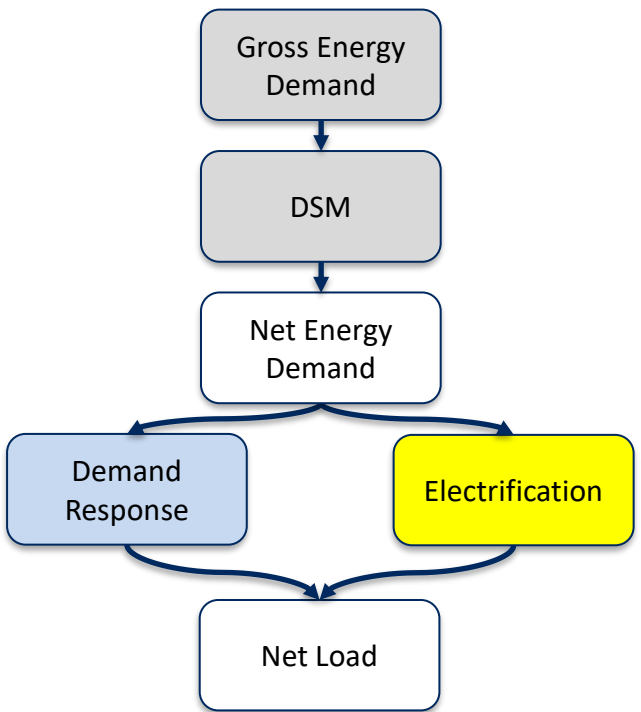 Gross Energy
Demand
DSM
Net Energy
Demand
Demand
Response
Electrification
Net Load